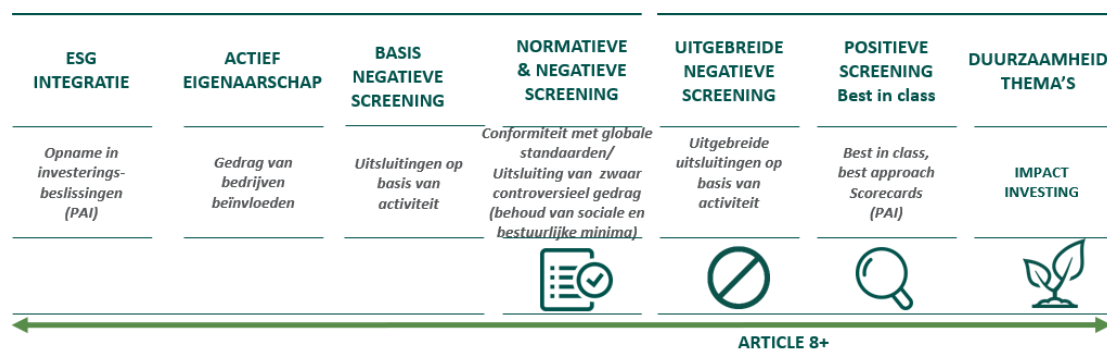 ESG
INTEGRATIE
ACTIEF
EIGENAARSCHAP
BASIS
NEGATIEVE
SCREENING
NORMATIEVE
& NEGATIEVE
SCREENING
UITGEBREIDE
NEGATIEVE
SCREENING
POSITIEVE
SCREENING
Best in class
DUURZAAMHEID
THEMA'S
Opname in
investerings-
beslissingen
(PAI)
Gedrag van
bedrijven
beïnvloeden
Uitsluitingen op
basis van
activiteit
Conformiteit met globale
standaarden/
Uitsluiting van zwaar
controversieel gedrag
(behoud van sociale en
bestuurlijke minima)
Uitgebreide
uitsluitingen op
basis van
activiteit
Best in class,
best approach
Scorecards
(PAI)
IMPACT
INVESTING
ARTICLE 8+